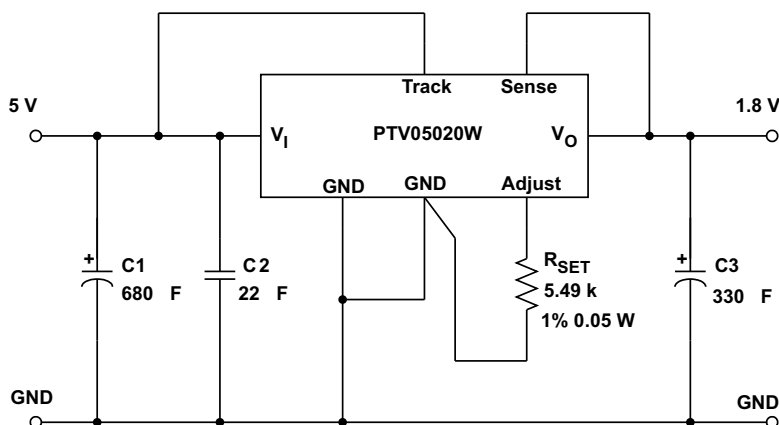 Track
Sense
5 V
1.8 V
VI
PTV05020W
VO
GND
GND
Adjust
+
C1
680 F
C2
22 F
RSET
5.49 k
1% 0.05 W
+
C3
330 F
GND
GND